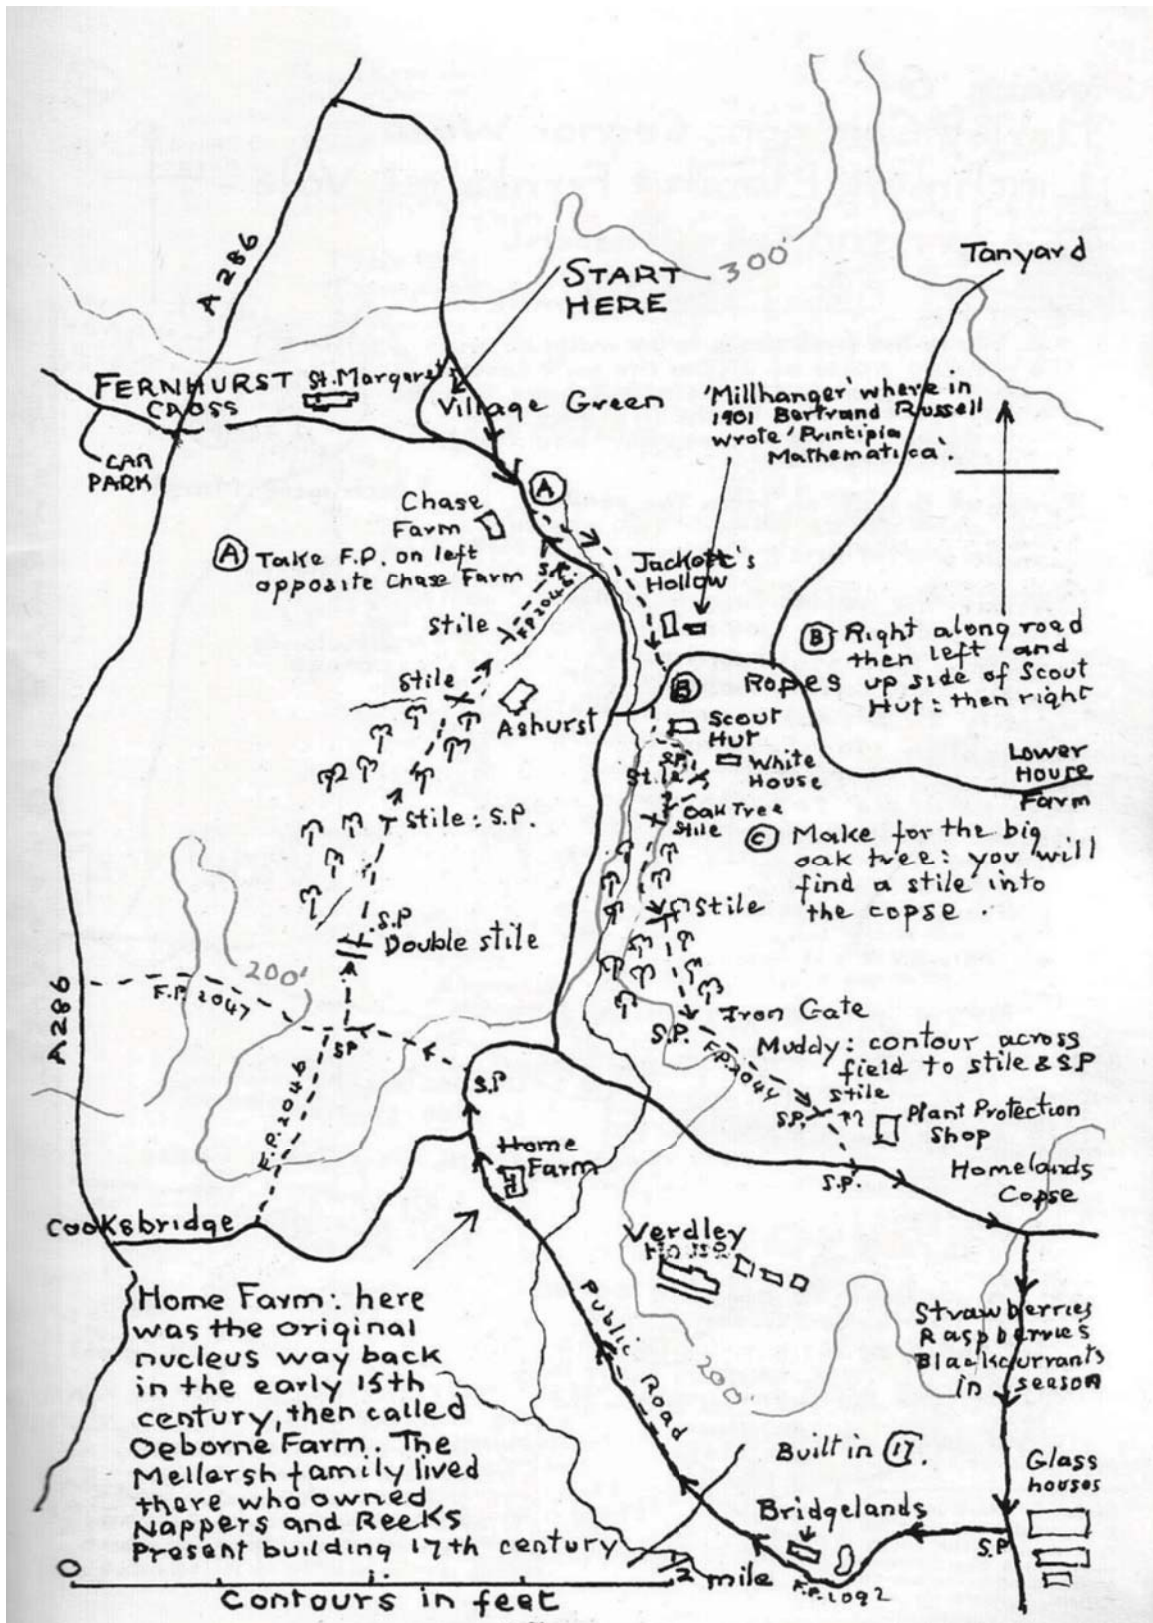 A 286
300'
Tanyard
START
HERE
FERNHURST
CROSS
St. Margaret's
Village Green
'Millhanger' where in
1901 Bertrand Russell
wrote 'Printipia
Mathematica'.
CAR
PARK
A
Chase
Farm
A Take F.P. on left
opposite Chase Farm
S.P.
F.P. 2046
Jackott's
Hollow
Stile
B Right along road
then left and
up side of Scout
Hut: then right
Stile
B
Ropes
Ashurst
Scout
Hut
White
House
S.P.
Stile
Lower
House
Farm
Oak Tree
Stile
Stile: S.P.
C Make for the big
oak tree: you will
find a stile into
the copse.
Stile
S.P
Double stile
200'
F.P. 2047
A 286
Iron Gate
S.P.
Muddy: contour across
field to stile & SP
F.P. 2047
SP
S.P
F.P. 2046
stile
S.P.
Plant Protection
Shop
Home
Farm
S.P.
Homelands
Copse
Cooksbridge
Verdley
House
Home Farm: here
was the original
nucleus way back
in the early 15th
century, then called
Oeborne Farm. The
Mellersh family lived
there who owned
Nappers and Reeks
Present building 17th century
Public Road
200
Strawberries
Raspberries
Blackcurrants
in season
Built in 17.
Glass
houses
Bridgelands
S.P
F.P. 1092
0
1/2 mile
Contours in feet